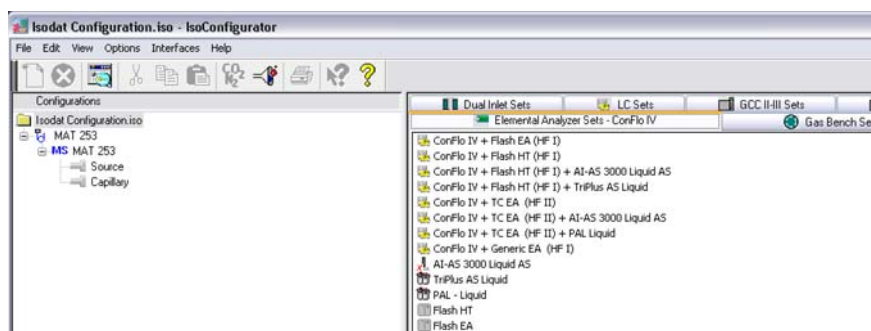 Isodat Configuration.iso - IsoConfigurator
File Edit View Options Interfaces Help
CO2
N2
Configurations
Isodat Configuration.iso
MAT 253
MS MAT 253
Source
Capillary
Dual Inlet Sets
LC Sets
GCC II-III Sets
Elemental Analyzer Sets - ConFlo IV
Gas Bench Se
ConFlo IV + Flash EA (HF I)
ConFlo IV + Flash HT (HF I)
ConFlo IV + Flash HT (HF I) + AI-AS 3000 Liquid AS
ConFlo IV + Flash HT (HF I) + TriPlus AS Liquid
ConFlo IV + TC EA (HF II)
ConFlo IV + TC EA (HF II) + AI-AS 3000 Liquid AS
ConFlo IV + TC EA (HF II) + PAL Liquid
ConFlo IV + Generic EA (HF I)
AI-AS 3000 Liquid AS
TriPlus AS Liquid
PAL - Liquid
Flash HT
Flash EA